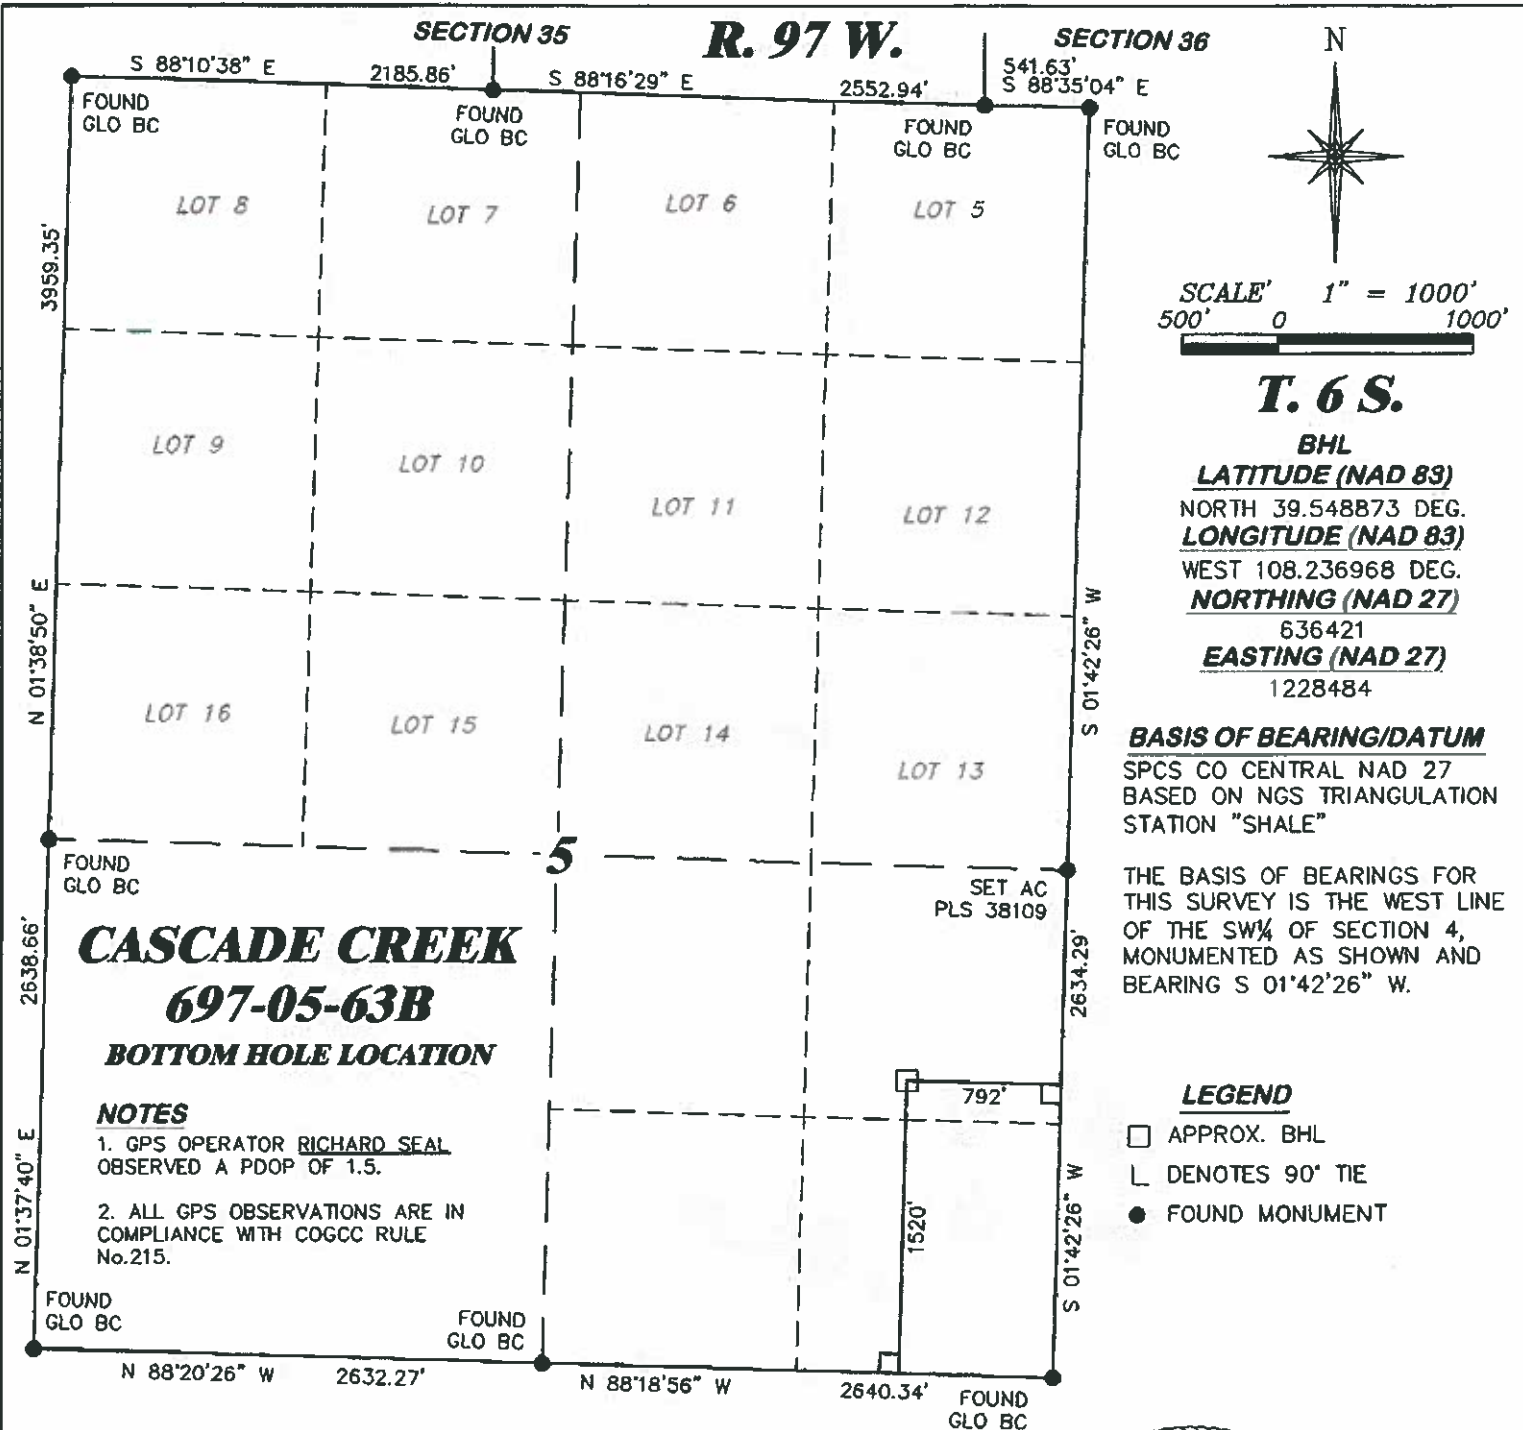 SECTION 35
R. 97 W.
SECTION 36
N
S 88°10'38" E
2185.86'
S 88°16'29" E
2552.94'
541.63'
S 88°35'04" E
FOUND
GLO BC
FOUND
GLO BC
FOUND
GLO BC
FOUND
GLO BC
LOT 8
LOT 7
LOT 6
LOT 5
3959.35'
SCALE' 1" = 1000'
500' 0 1000'
T. 6 S.
BHL
LATITUDE (NAD 83)
NORTH 39.548873 DEG.
LONGITUDE (NAD 83)
WEST 108.236968 DEG.
NORTHING (NAD 27)
636421
EASTING (NAD 27)
1228484
LOT 9
LOT 10
LOT 11
LOT 12
N 01°38'50" E
S 01°42'26" W
LOT 16
LOT 15
LOT 14
LOT 13
BASIS OF BEARING/DATUM
SPCS CO CENTRAL NAD 27
BASED ON NGS TRIANGULATION
STATION "SHALE"
THE BASIS OF BEARINGS FOR
THIS SURVEY IS THE WEST LINE
OF THE SW¼ OF SECTION 4,
MONUMENTED AS SHOWN AND
BEARING S 01°42'26" W.
5
FOUND
GLO BC
SET AC
PLS 38109
CASCADE CREEK
697-05-63B
BOTTOM HOLE LOCATION
2638.66'
2634.29'
NOTES
1. GPS OPERATOR RICHARD SEAL
OBSERVED A PDOP OF 1.5.
2. ALL GPS OBSERVATIONS ARE IN
COMPLIANCE WITH COGCC RULE
No.215.
792'
1520'
LEGEND
APPROX. BHL
DENOTES 90° TIE
FOUND MONUMENT
N 01°37'40" E
S 01°42'26" W
FOUND
GLO BC
FOUND
GLO BC
N 88°20'26" W
2632.27'
N 88°18'56" W
2640.34'
FOUND
GLO BC